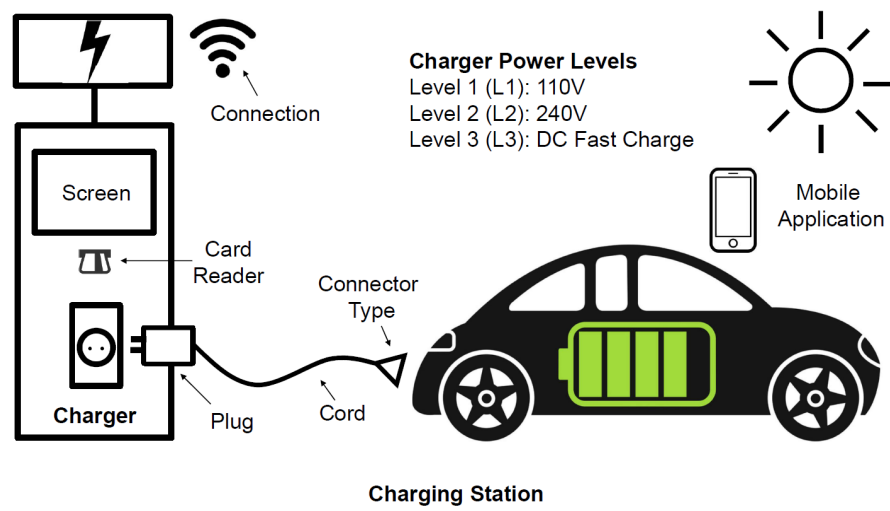 Connection
Charger Power Levels
Level 1 (L1): 110V
Level 2 (L2): 240V
Level 3 (L3): DC Fast Charge
Screen
Card
Reader
Mobile
Application
Connector
Type
Charger
Plug
Cord
Charging Station